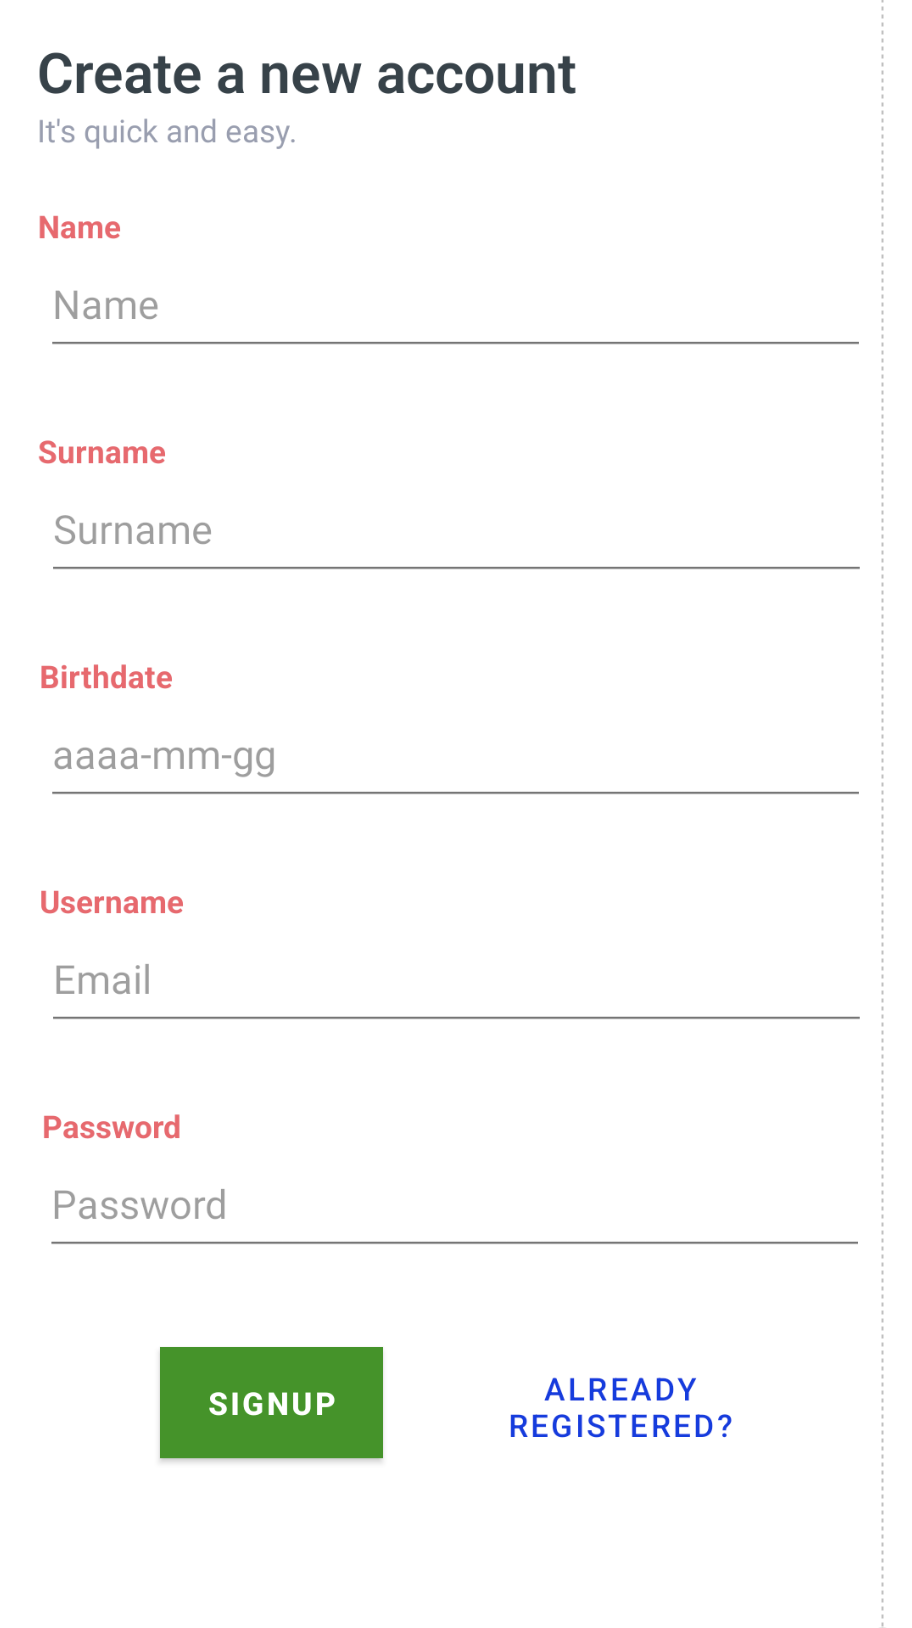 Create a new account
It's quick and easy.
Name
Name
Surname
Surname
Birthdate
aaaa-mm-gg
Username
Email
Password
Password
SIGNUP
ALREADY
REGISTERED?